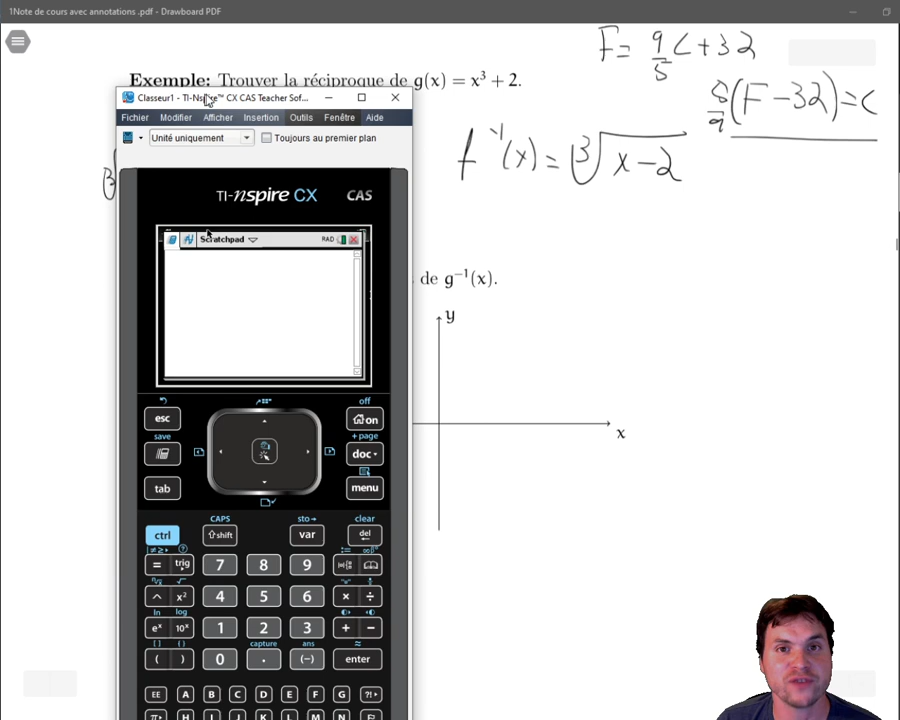 1Note de cours avec annotations .pdf - Drawboard PDF
F = 9/5 C + 32
Exemple: Trouver la réciproque de g(x) = x³ + 2.
5/9 (F - 32) = C
Classeur1 - TI-Nspire™ CX CAS Teacher Sof...
Fichier Modifier Afficher Insertion Outils Fenêtre Aide
Unité uniquement Toujours au premier plan
f⁻¹(x) = ∛(x - 2)
TI-nspire CX CAS
Scratchpad RAD
de g⁻¹(x).
y
x
off
esc on
save + page
doc
tab menu
CAPS sto→ clear
ctrl shift var del
= trig 7 8 9
^ x² 4 5 6 × ÷
ln log
eˣ 10ˣ 1 2 3 + −
[ ] { } capture ans ≈
( ) 0 . (−) enter
EE A B C D E F G ?!
π H I J K L M N